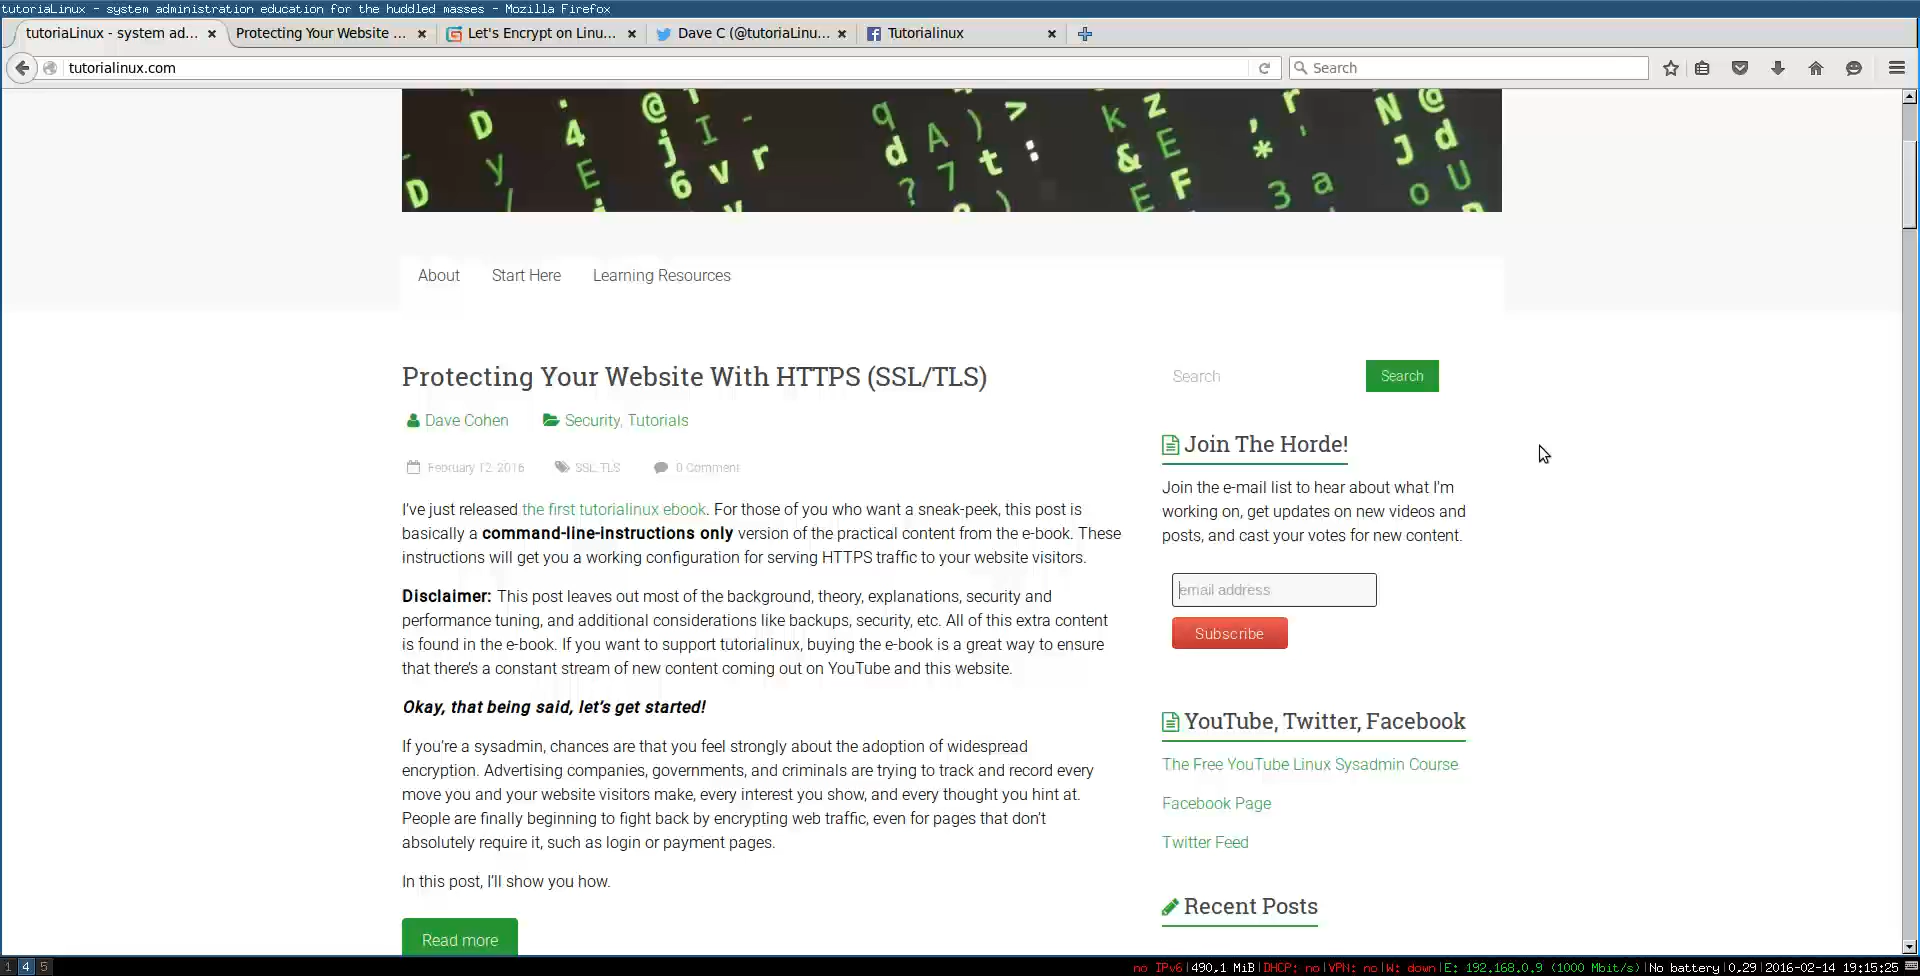 tutoriaLinux - system administration education for the huddled masses - Mozilla Firefox
tutoriaLinux - system ad... Protecting Your Website ... Let's Encrypt on Linu... Dave C (@tutoriaLinu... Tutorialinux
tutorialinux.com Search
About Start Here Learning Resources
Protecting Your Website With HTTPS (SSL/TLS)
Dave Cohen Security, Tutorials
February 12, 2016 SSL, TLS 0 Comment
I've just released the first tutorialinux ebook. For those of you who want a sneak-peek, this post is
basically a command-line-instructions only version of the practical content from the e-book. These
instructions will get you a working configuration for serving HTTPS traffic to your website visitors.
Disclaimer: This post leaves out most of the background, theory, explanations, security and
performance tuning, and additional considerations like backups, security, etc. All of this extra content
is found in the e-book. If you want to support tutorialinux, buying the e-book is a great way to ensure
that there's a constant stream of new content coming out on YouTube and this website.
Okay, that being said, let's get started!
If you're a sysadmin, chances are that you feel strongly about the adoption of widespread
encryption. Advertising companies, governments, and criminals are trying to track and record every
move you and your website visitors make, every interest you show, and every thought you hint at.
People are finally beginning to fight back by encrypting web traffic, even for pages that don't
absolutely require it, such as login or payment pages.
In this post, I'll show you how.
Read more
Search Search
Join The Horde!
Join the e-mail list to hear about what I'm
working on, get updates on new videos and
posts, and cast your votes for new content.
email address
Subscribe
YouTube, Twitter, Facebook
The Free YouTube Linux Sysadmin Course
Facebook Page
Twitter Feed
Recent Posts
1 4 5 no IPv6|490,1 MiB|DHCP: no|VPN: no|W: down|E: 192.168.0.9 (1000 Mbit/s)|No battery|0,29|2016-02-14 19:15:25